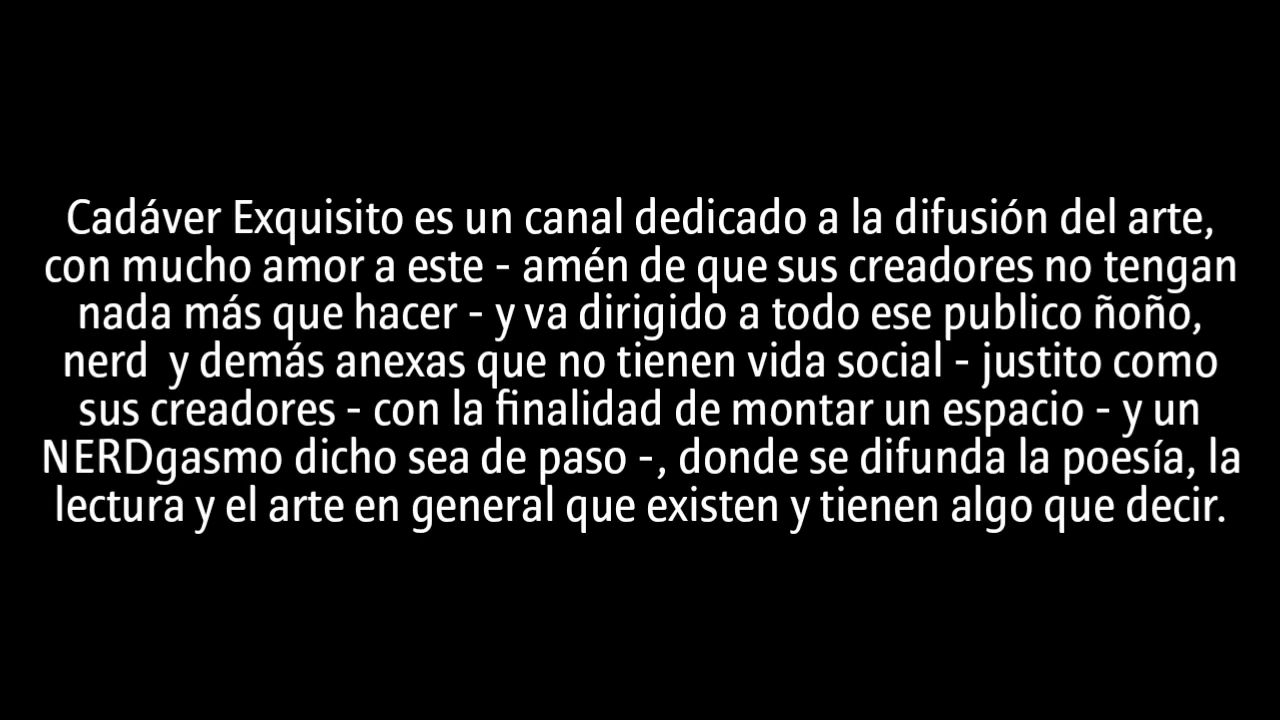 Cadáver Exquisito es un canal dedicado a la difusión del arte,
con mucho amor a este - amén de que sus creadores no tengan
nada más que hacer - y va dirigido a todo ese publico ñoño,
nerd  y demás anexas que no tienen vida social - justito como
sus creadores - con la finalidad de montar un espacio - y un
NERDgasmo dicho sea de paso -, donde se difunda la poesía, la
lectura y el arte en general que existen y tienen algo que decir.